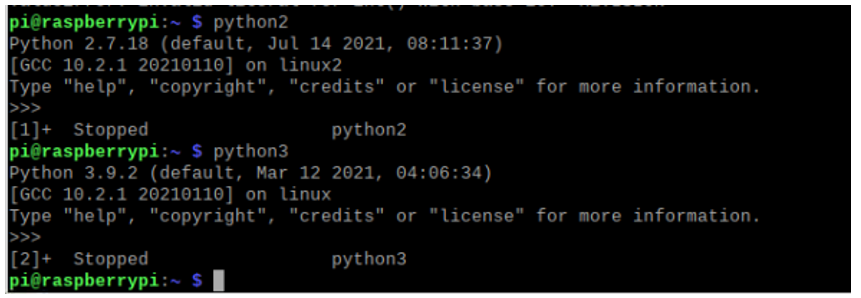 pi@raspberrypi:~ $ python2
Python 2.7.18 (default, Jul 14 2021, 08:11:37)
[GCC 10.2.1 20210110] on linux2
Type "help", "copyright", "credits" or "license" for more information.
>>>
[1]+  Stopped                 python2
pi@raspberrypi:~ $ python3
Python 3.9.2 (default, Mar 12 2021, 04:06:34)
[GCC 10.2.1 20210110] on linux
Type "help", "copyright", "credits" or "license" for more information.
>>>
[2]+  Stopped                 python3
pi@raspberrypi:~ $